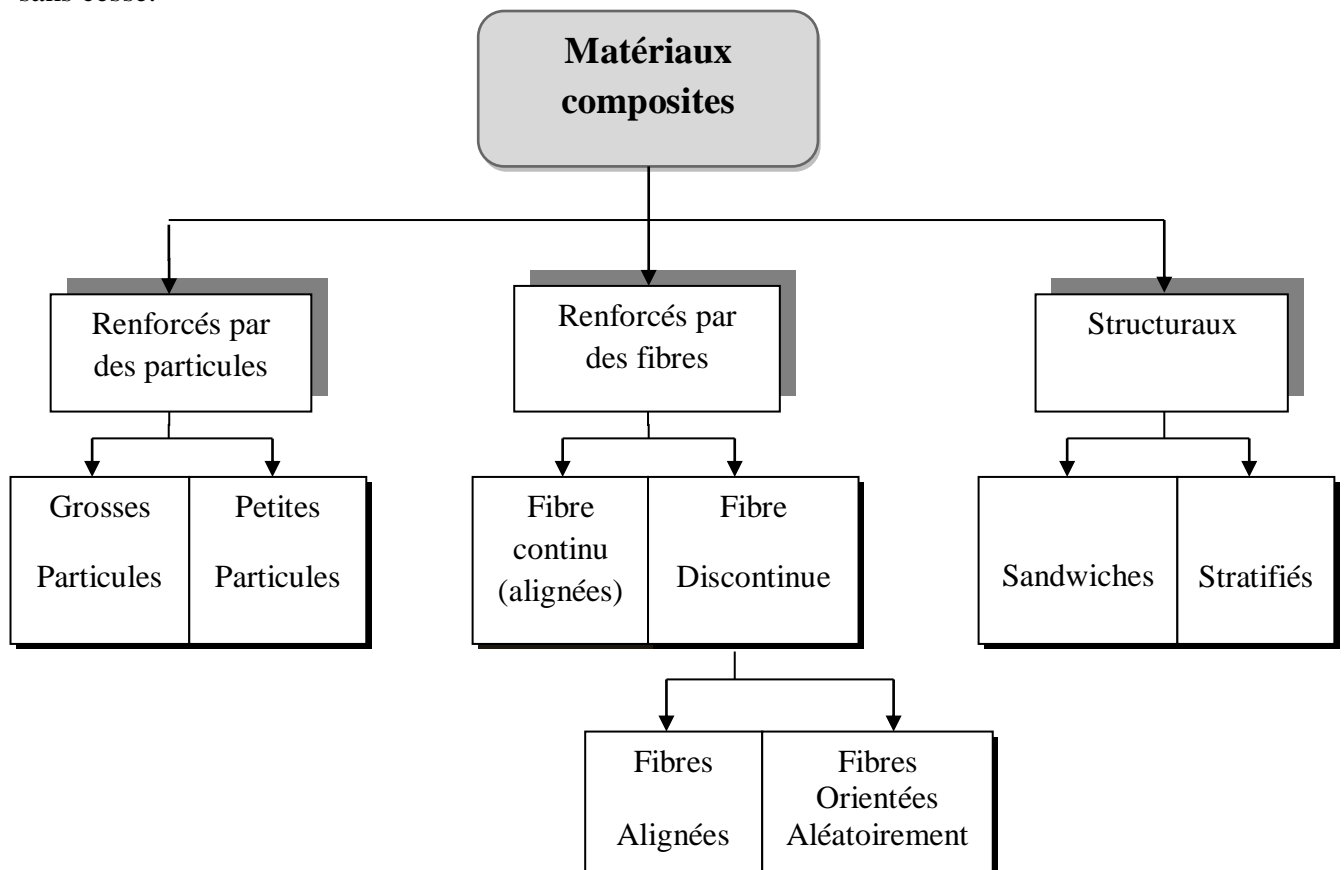 sans cesse.
Matériaux
composites
Renforcés par
des particules
Renforcés par
des fibres
Structuraux
Grosses
Particules
Petites
Particules
Fibre
continu
(alignées)
Fibre
Discontinue
Sandwiches
Stratifiés
Fibres
Alignées
Fibres
Orientées
Aléatoirement